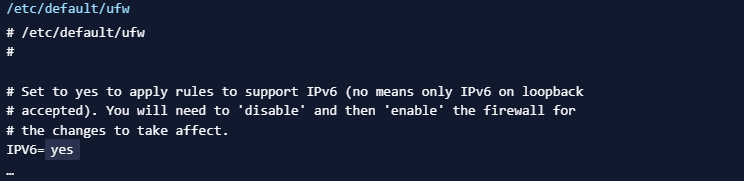 /etc/default/ufw
# /etc/default/ufw
#
# Set to yes to apply rules to support IPv6 (no means only IPv6 on loopback
# accepted). You will need to 'disable' and then 'enable' the firewall for
# the changes to take affect.
IPV6=yes
…